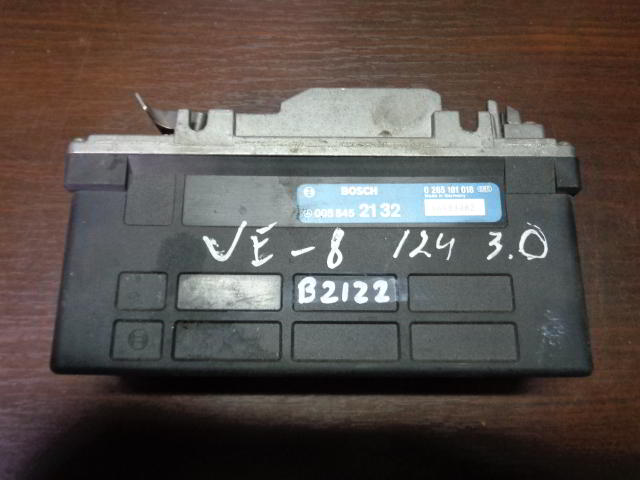 BOSCH 0 265 101 018
Made in Germany
005 545 21 32
VE-8 124 3.0
B2122